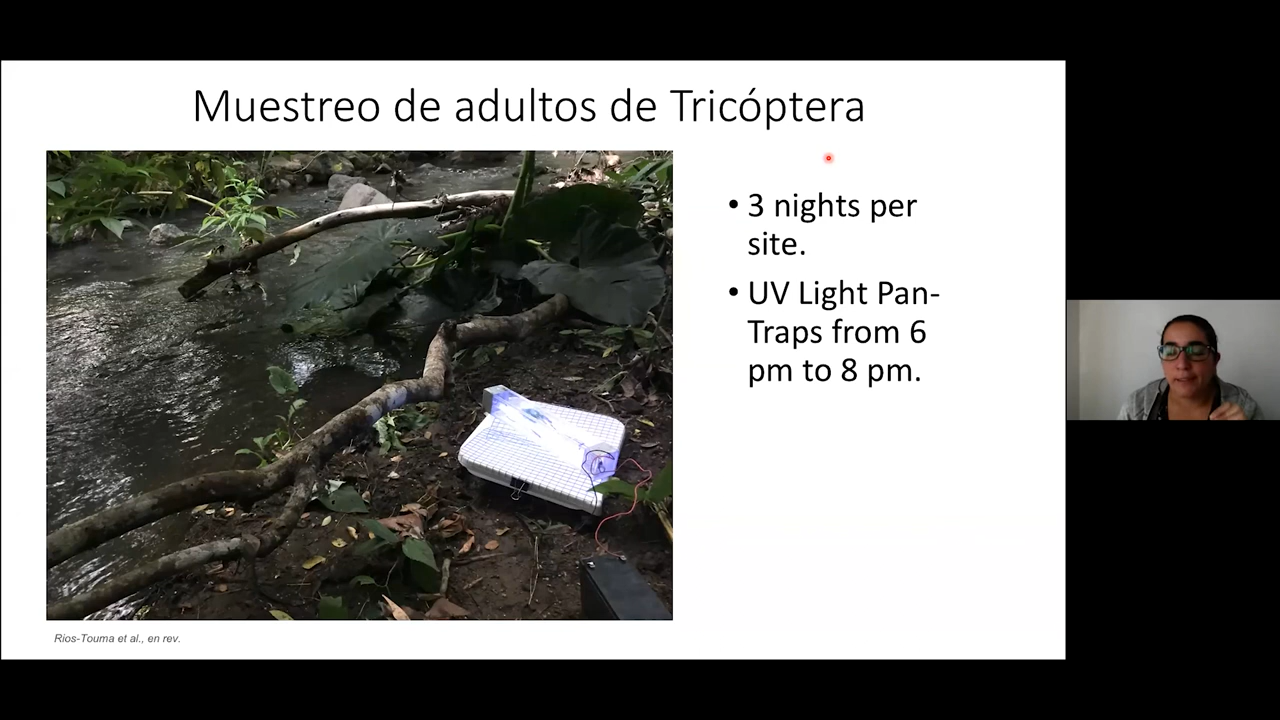 Muestreo de adultos de Tricóptera
• 3 nights per
site.
• UV Light Pan-
Traps from 6
pm to 8 pm.
Rios-Touma et al., en rev.